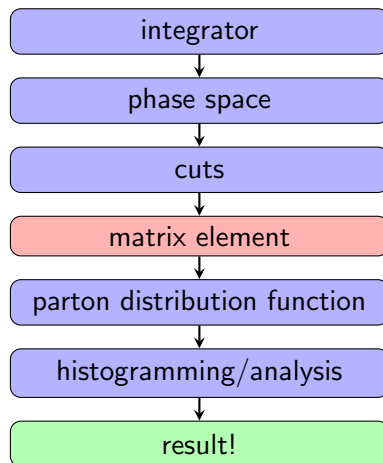 integrator
phase space
cuts
matrix element
parton distribution function
histogramming/analysis
result!